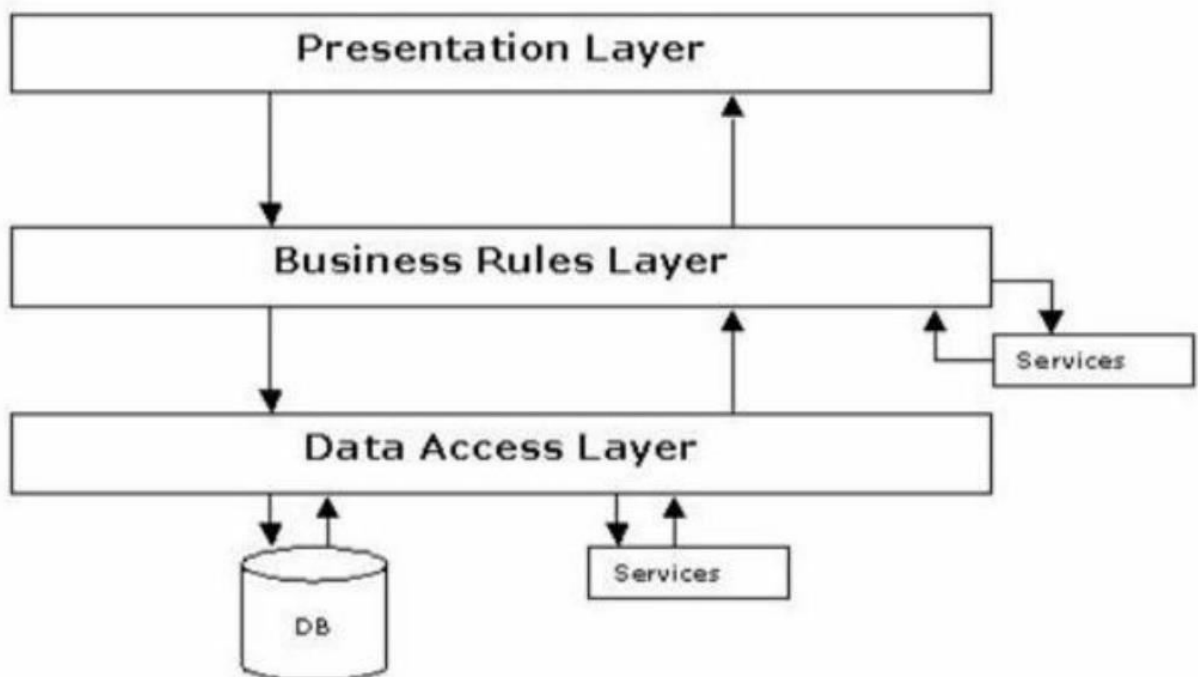 Presentation Layer
Business Rules Layer
Services
Data Access Layer
Services
DB